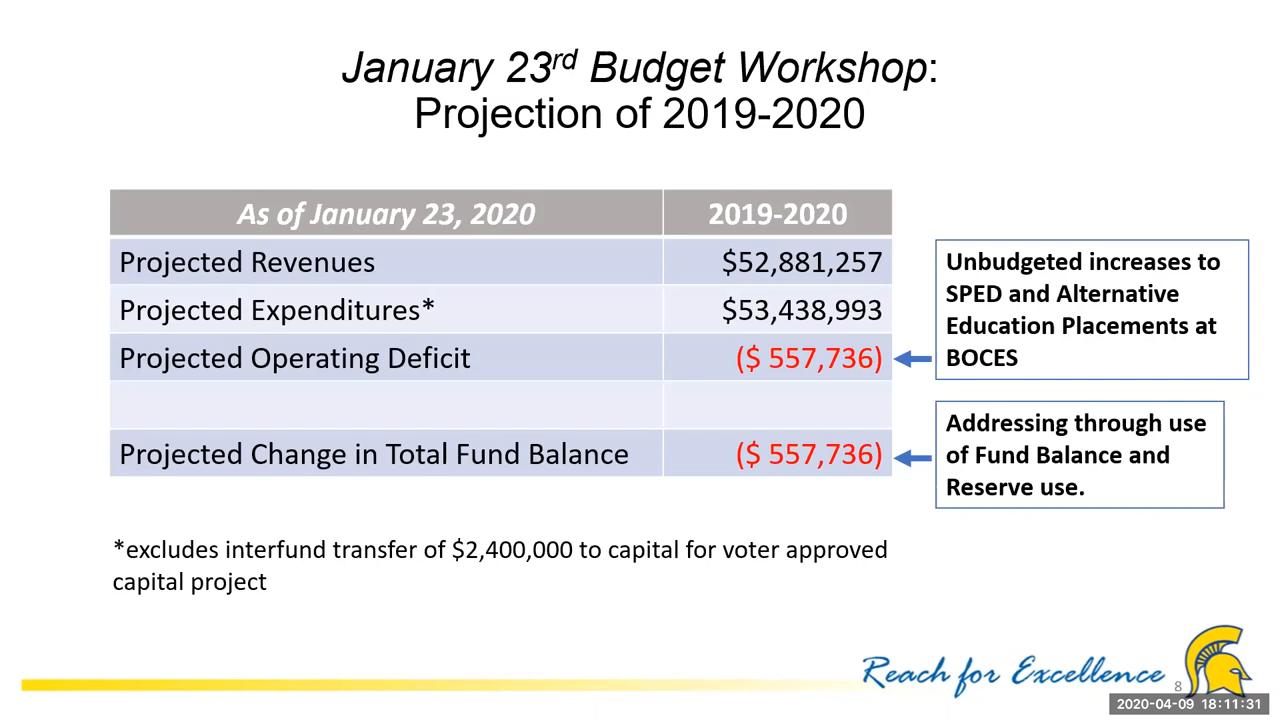 January 23rd Budget Workshop:
Projection of 2019-2020
As of January 23, 2020 2019-2020
Projected Revenues $52,881,257
Projected Expenditures* $53,438,993
Projected Operating Deficit ($ 557,736)
Projected Change in Total Fund Balance ($ 557,736)
Unbudgeted increases to
SPED and Alternative
Education Placements at
BOCES
Addressing through use
of Fund Balance and
Reserve use.
*excludes interfund transfer of $2,400,000 to capital for voter approved
capital project
Reach for Excellence
8
2020-04-09 18:11:31